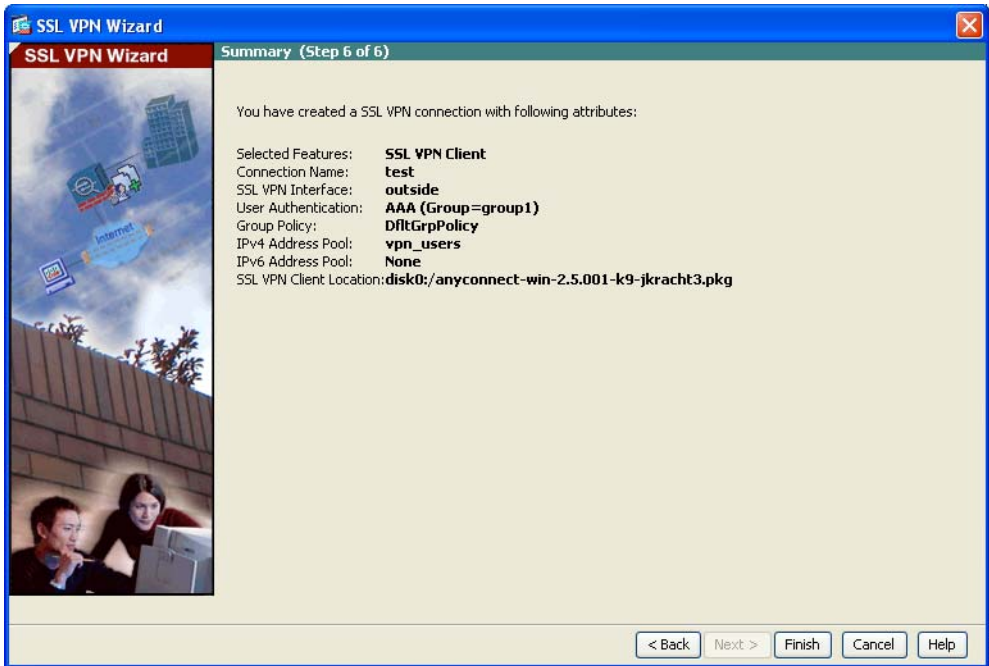 SSL VPN Wizard
SSL VPN Wizard
Summary (Step 6 of 6)
You have created a SSL VPN connection with following attributes:
Selected Features: SSL VPN Client
Connection Name: test
SSL VPN Interface: outside
User Authentication: AAA (Group=group1)
Group Policy: DfltGrpPolicy
IPv4 Address Pool: vpn_users
IPv6 Address Pool: None
SSL VPN Client Location:disk0:/anyconnect-win-2.5.001-k9-jkracht3.pkg
Internet
< Back Next > Finish Cancel Help